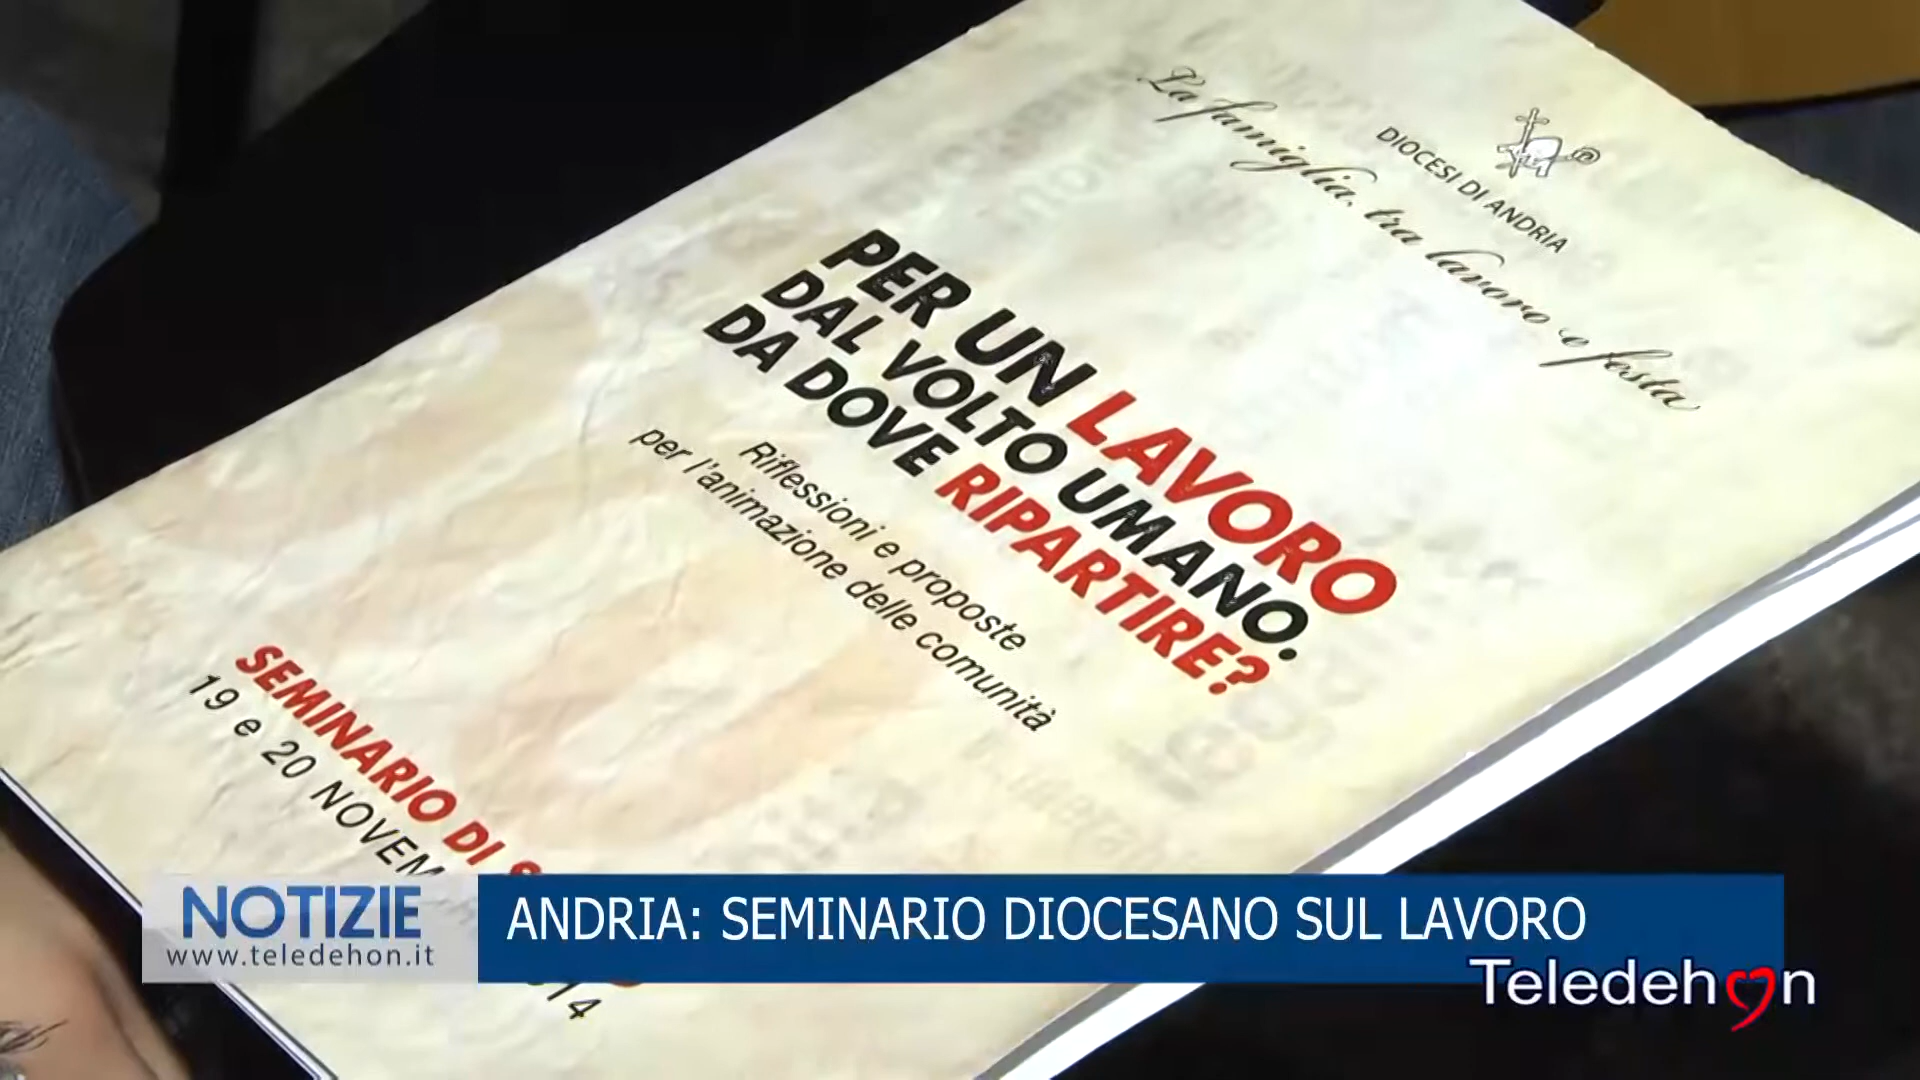 DIOCESI DI ANDRIA
La famiglia, tra lavoro e festa
PER UN LAVORO
DAL VOLTO UMANO.
DA DOVE RIPARTIRE?
Riflessioni e proposte
per l'animazione delle comunità
SEMINARIO DI
19 e 20
NOTIZIE
www.teledehon.it
ANDRIA: SEMINARIO DIOCESANO SUL LAVORO
Teledehon